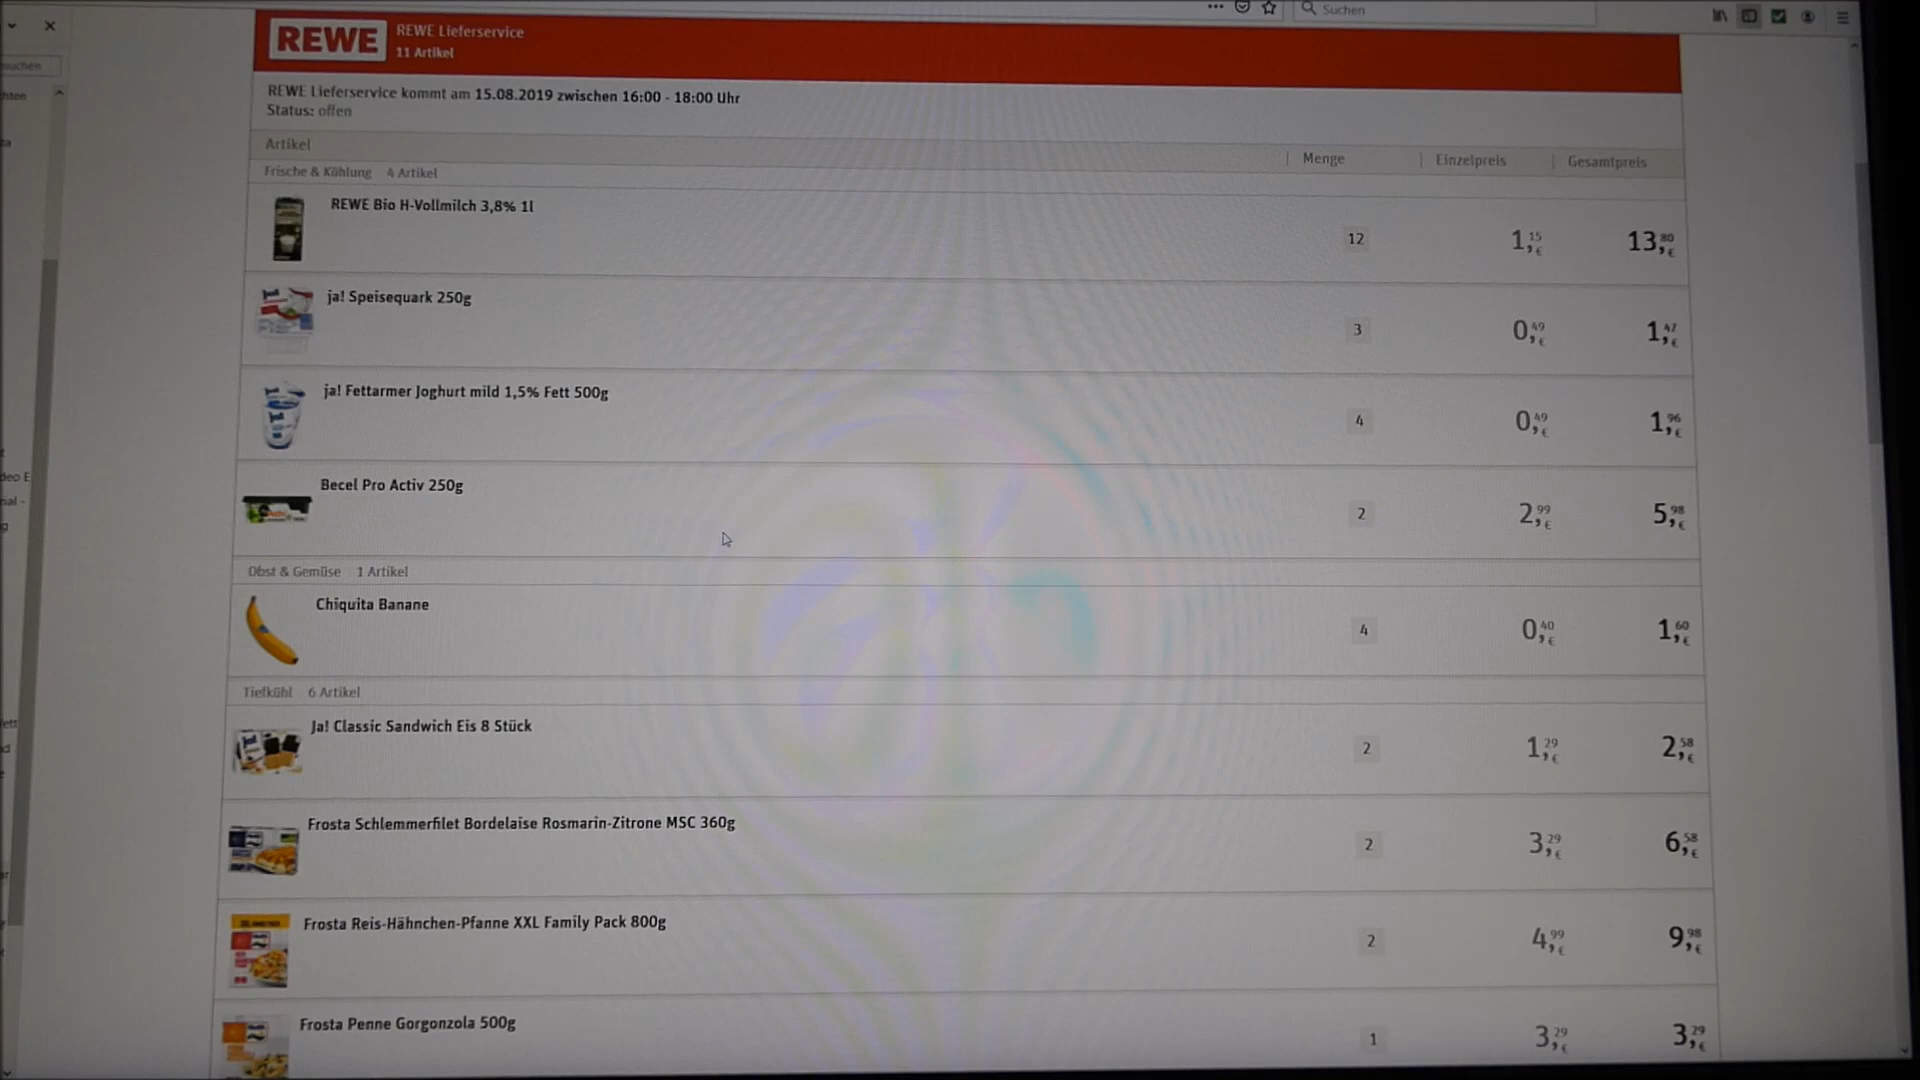 Suchen
suchen
REWE
REWE Lieferservice
11 Artikel
REWE Lieferservice kommt am 15.08.2019 zwischen 16:00 - 18:00 Uhr
Status: offen
Artikel
Menge
Einzelpreis
Gesamtpreis
Frische & Kühlung 4 Artikel
REWE Bio H-Vollmilch 3,8% 1l
12
1,15 €
13,80 €
ja! Speisequark 250g
3
0,49 €
1,47 €
ja! Fettarmer Joghurt mild 1,5% Fett 500g
4
0,49 €
1,96 €
Becel Pro Activ 250g
2
2,99 €
5,98 €
Obst & Gemüse 1 Artikel
Chiquita Banane
4
0,40 €
1,60 €
Tiefkühl 6 Artikel
Ja! Classic Sandwich Eis 8 Stück
2
1,29 €
2,58 €
Frosta Schlemmerfilet Bordelaise Rosmarin-Zitrone MSC 360g
2
3,29 €
6,58 €
Frosta Reis-Hähnchen-Pfanne XXL Family Pack 800g
2
4,99 €
9,98 €
Frosta Penne Gorgonzola 500g
1
3,29 €
3,29 €